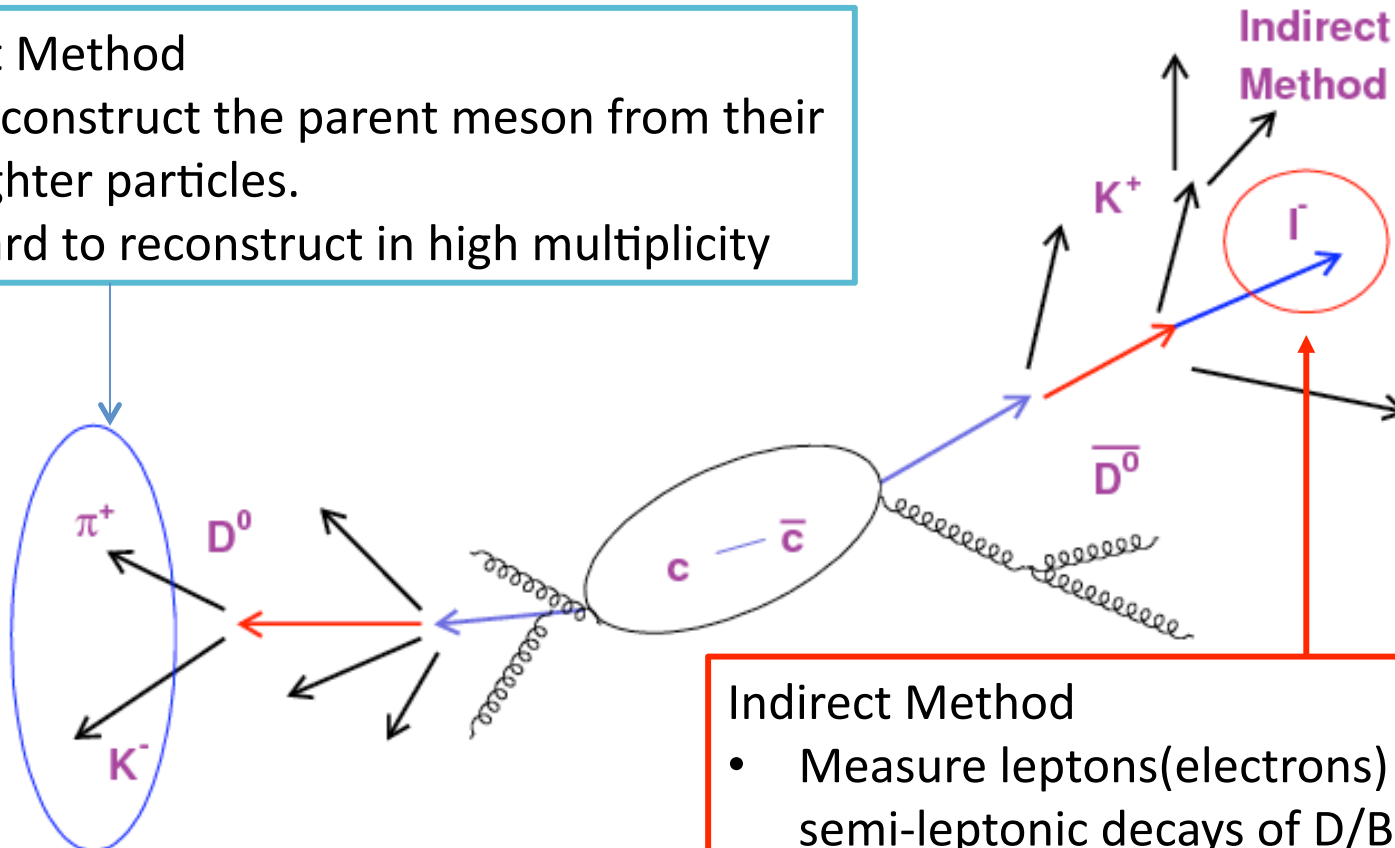 t Method
construct the parent meson from their
ghter particles.
rd to reconstruct in high multiplicity
Indirect
Method
K⁺
l⁻
π⁺
D⁰
K⁻
c — c̅
D̅⁰
Indirect Method
• Measure leptons(electrons)
semi-leptonic decays of D/B